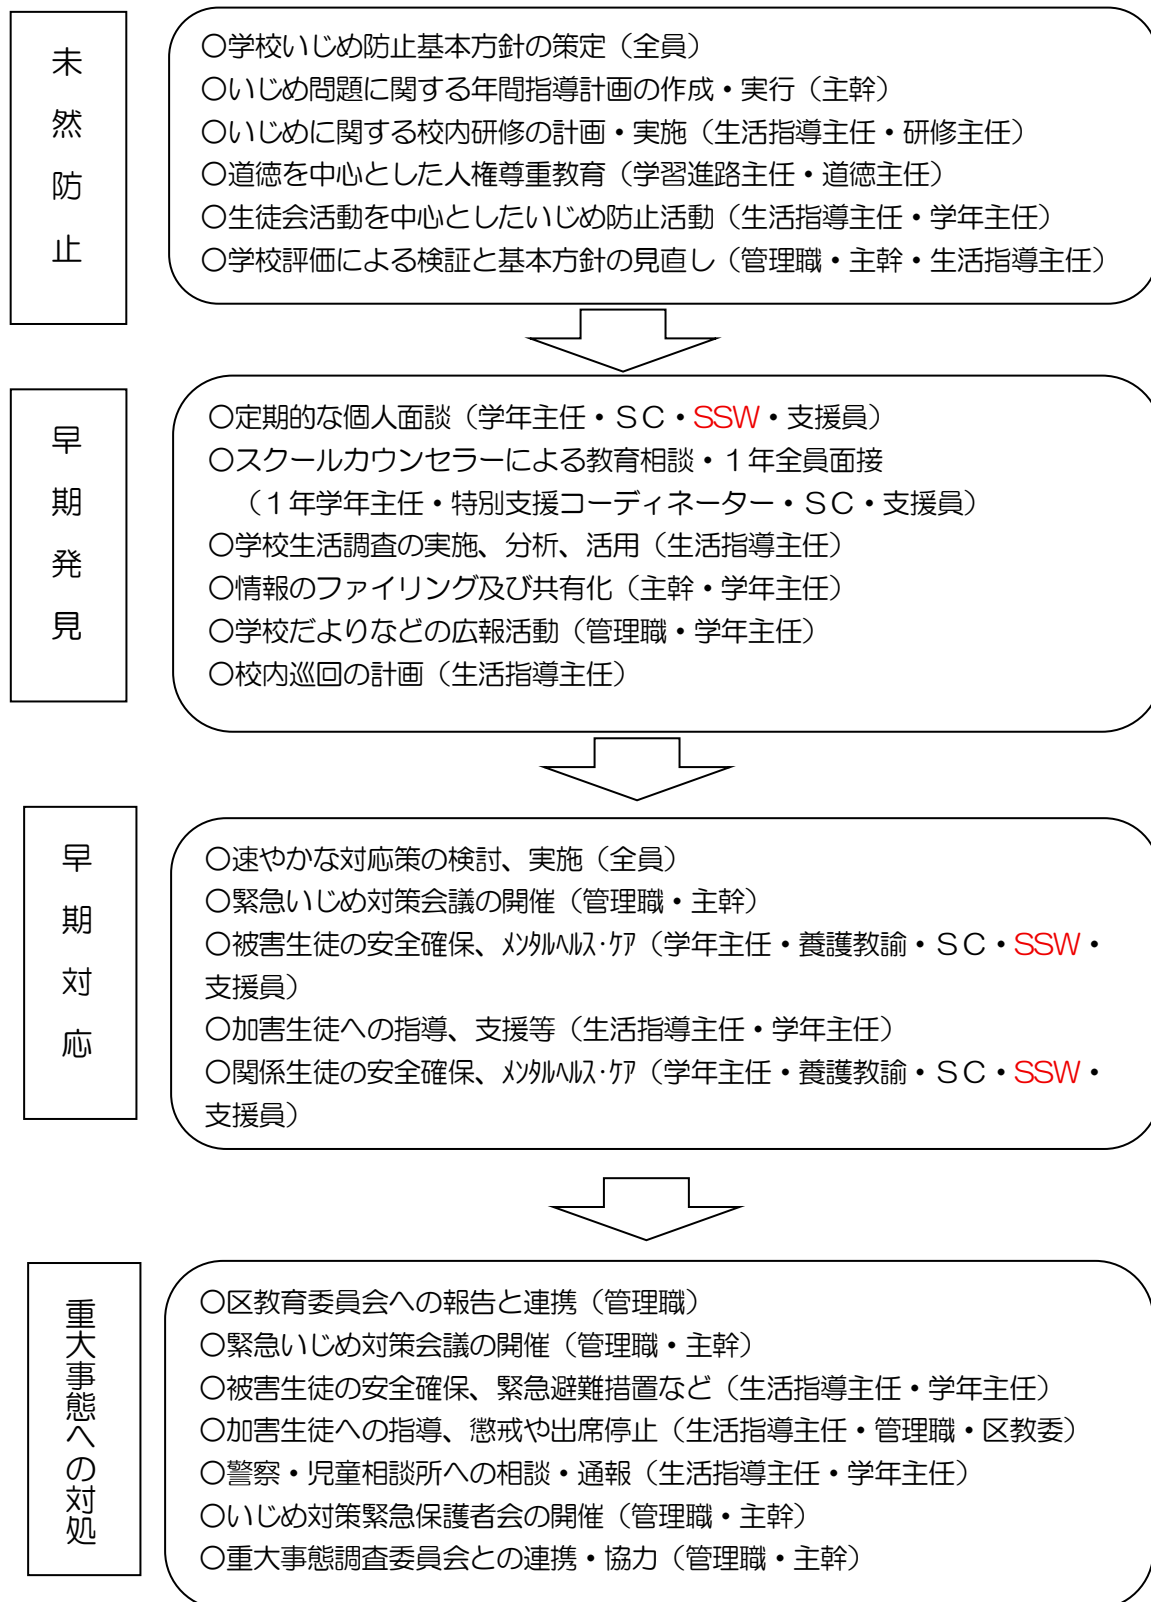 未然防止
〇学校いじめ防止基本方針の策定（全員）
〇いじめ問題に関する年間指導計画の作成・実行（主幹）
〇いじめに関する校内研修の計画・実施（生活指導主任・研修主任）
〇道徳を中心とした人権尊重教育（学習進路主任・道徳主任）
〇生徒会活動を中心としたいじめ防止活動（生活指導主任・学年主任）
〇学校評価による検証と基本方針の見直し（管理職・主幹・生活指導主任）
早期発見
〇定期的な個人面談（学年主任・ＳＣ・SSW・支援員）
〇スクールカウンセラーによる教育相談・１年全員面接
（１年学年主任・特別支援コーディネーター・ＳＣ・支援員）
〇学校生活調査の実施、分析、活用（生活指導主任）
〇情報のファイリング及び共有化（主幹・学年主任）
〇学校だよりなどの広報活動（管理職・学年主任）
〇校内巡回の計画（生活指導主任）
早期対応
〇速やかな対応策の検討、実施（全員）
〇緊急いじめ対策会議の開催（管理職・主幹）
〇被害生徒の安全確保、ﾒﾝﾀﾙﾍﾙｽ･ｹｱ（学年主任・養護教諭・ＳＣ・SSW・
支援員）
〇加害生徒への指導、支援等（生活指導主任・学年主任）
〇関係生徒の安全確保、ﾒﾝﾀﾙﾍﾙｽ･ｹｱ（学年主任・養護教諭・ＳＣ・SSW・
支援員）
重大事態への対処
〇区教育委員会への報告と連携（管理職）
〇緊急いじめ対策会議の開催（管理職・主幹）
〇被害生徒の安全確保、緊急避難措置など（生活指導主任・学年主任）
〇加害生徒への指導、懲戒や出席停止（生活指導主任・管理職・区教委）
〇警察・児童相談所への相談・通報（生活指導主任・学年主任）
〇いじめ対策緊急保護者会の開催（管理職・主幹）
〇重大事態調査委員会との連携・協力（管理職・主幹）